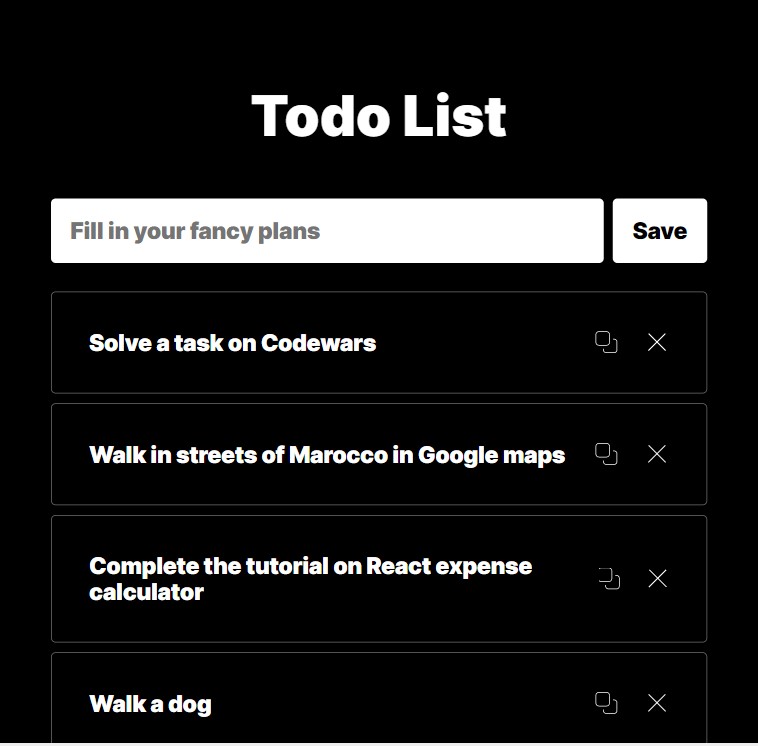 Todo List
Fill in your fancy plans
Save
Solve a task on Codewars
Walk in streets of Marocco in Google maps
Complete the tutorial on React expense
calculator
Walk a dog